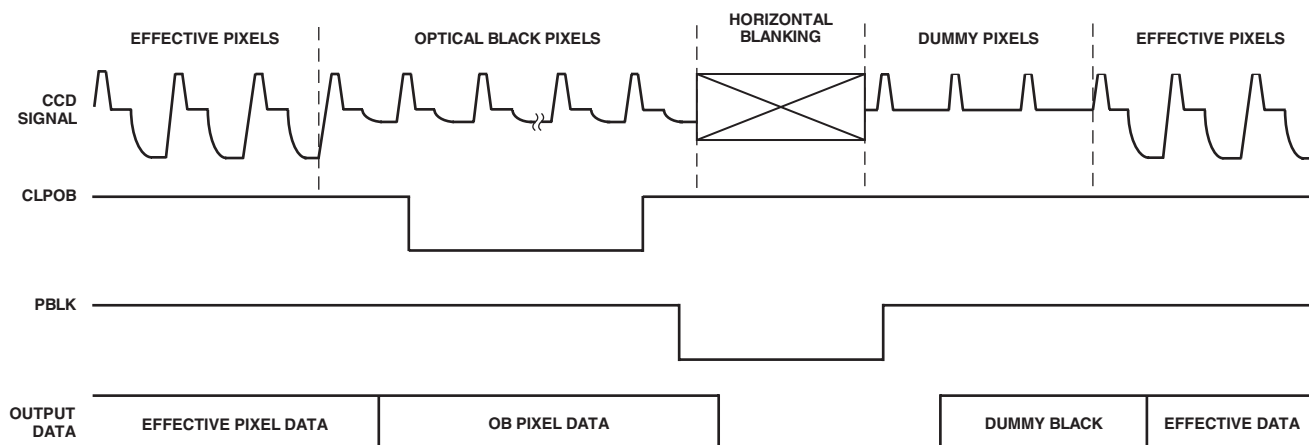 EFFECTIVE PIXELS
OPTICAL BLACK PIXELS
HORIZONTAL
BLANKING
DUMMY PIXELS
EFFECTIVE PIXELS
CCD
SIGNAL
CLPOB
PBLK
OUTPUT
DATA
EFFECTIVE PIXEL DATA
OB PIXEL DATA
DUMMY BLACK
EFFECTIVE DATA